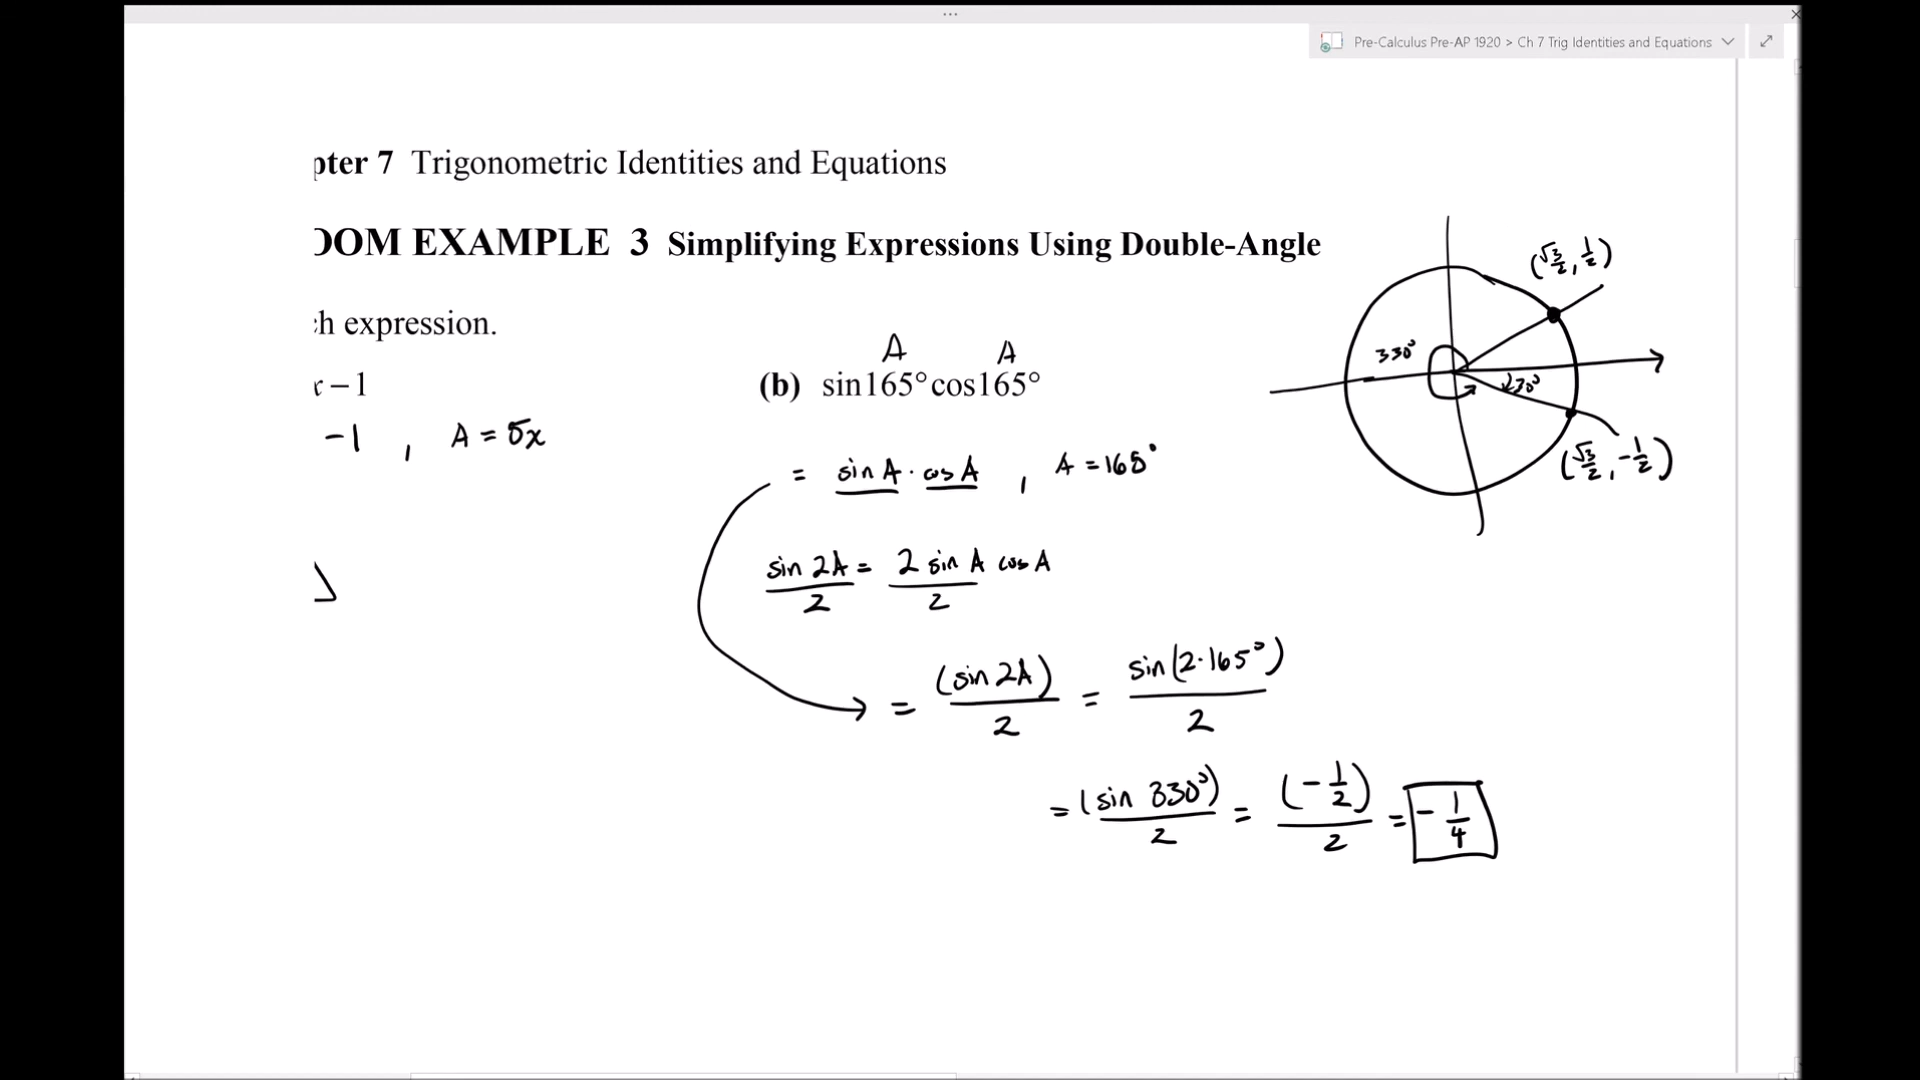 Pre-Calculus Pre-AP 1920 > Ch 7 Trig Identities and Equations
pter 7 Trigonometric Identities and Equations
OOM EXAMPLE 3 Simplifying Expressions Using Double-Angle
h expression.
x − 1
-1 , A = 5x
A A
(b) sin165°cos165°
= sin A · cos A , A = 165°
sin 2A / 2 = 2 sin A cos A / 2
= (sin 2A) / 2 = sin(2·165°) / 2
= (sin 330°) / 2 = (-1/2) / 2 = -1/4
(√3/2, 1/2)
330°
30°
(√3/2, -1/2)